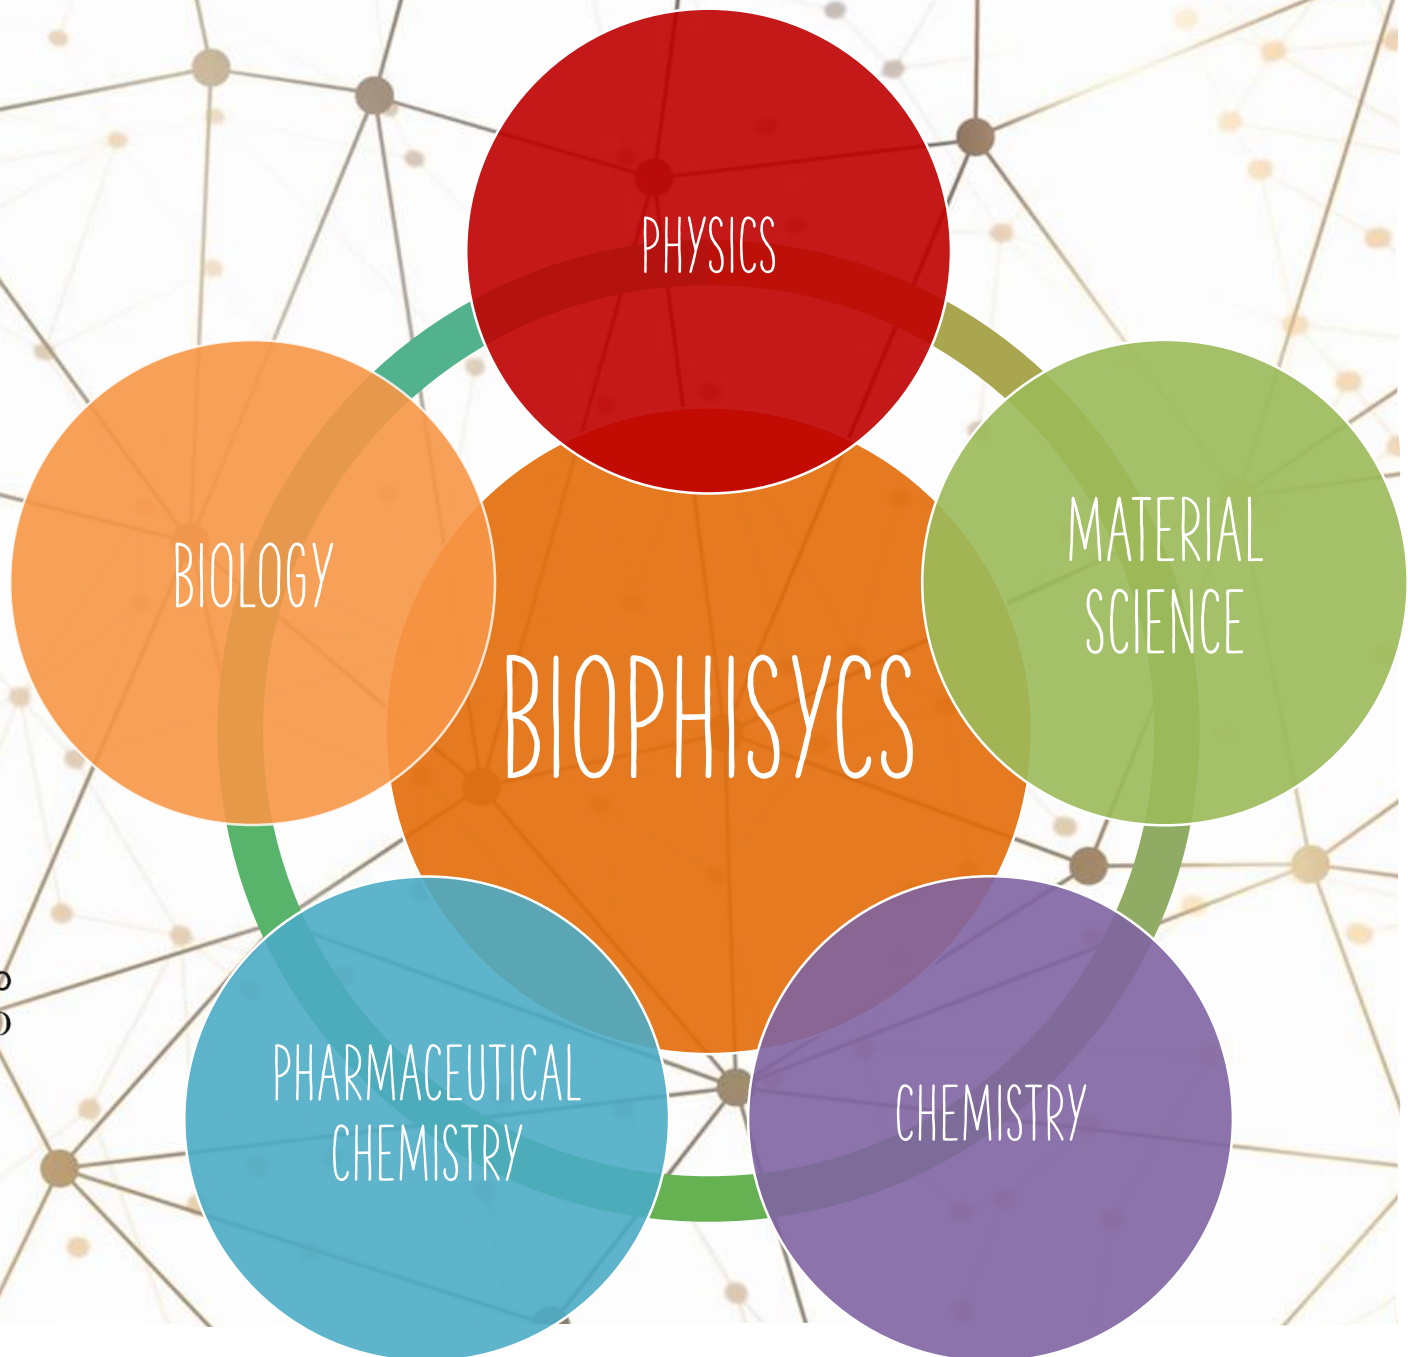 PHYSICS
BIOLOGY
MATERIAL
SCIENCE
BIOPHISYCS
PHARMACEUTICAL
CHEMISTRY
CHEMISTRY